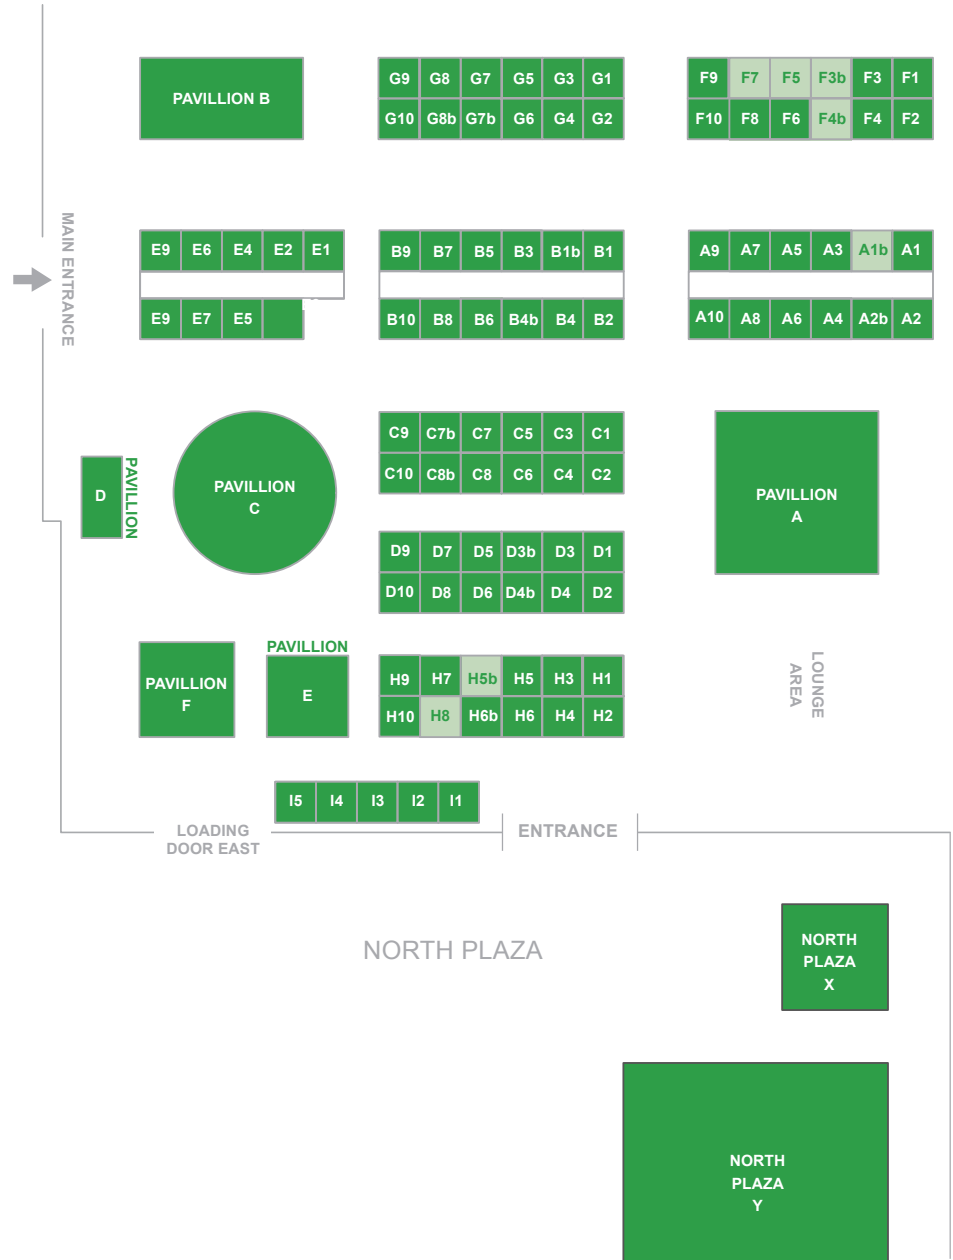 PAVILLION B
G9 G8 G7 G5 G3 G1
G10 G8b G7b G6 G4 G2
F9 F7 F5 F3b F3 F1
F10 F8 F6 F4b F4 F2
MAIN ENTRANCE
E9 E6 E4 E2 E1
E9 E7 E5
B9 B7 B5 B3 B1b B1
B10 B8 B6 B4b B4 B2
A9 A7 A5 A3 A1b A1
A10 A8 A6 A4 A2b A2
D
PAVILLION
PAVILLION
C
C9 C7b C7 C5 C3 C1
C10 C8b C8 C6 C4 C2
PAVILLION
A
D9 D7 D5 D3b D3 D1
D10 D8 D6 D4b D4 D2
PAVILLION
F
PAVILLION
E
H9 H7 H5b H5 H3 H1
H10 H8 H6b H6 H4 H2
LOUNGE
AREA
I5 I4 I3 I2 I1
LOADING
DOOR EAST
ENTRANCE
NORTH PLAZA
NORTH
PLAZA
X
NORTH
PLAZA
Y